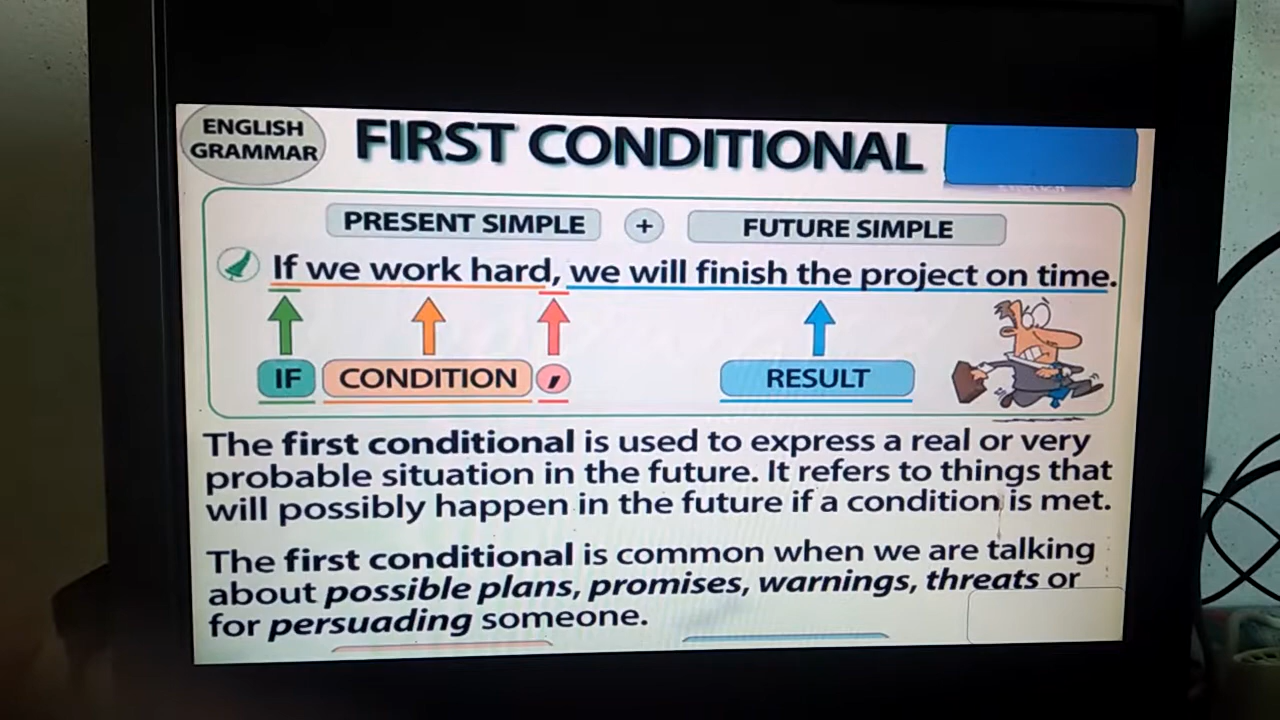 ENGLISH
GRAMMAR
FIRST CONDITIONAL
PRESENT SIMPLE + FUTURE SIMPLE
If we work hard, we will finish the project on time.
IF CONDITION , RESULT
The first conditional is used to express a real or very
probable situation in the future. It refers to things that
will possibly happen in the future if a condition is met.
The first conditional is common when we are talking
about possible plans, promises, warnings, threats or
for persuading someone.